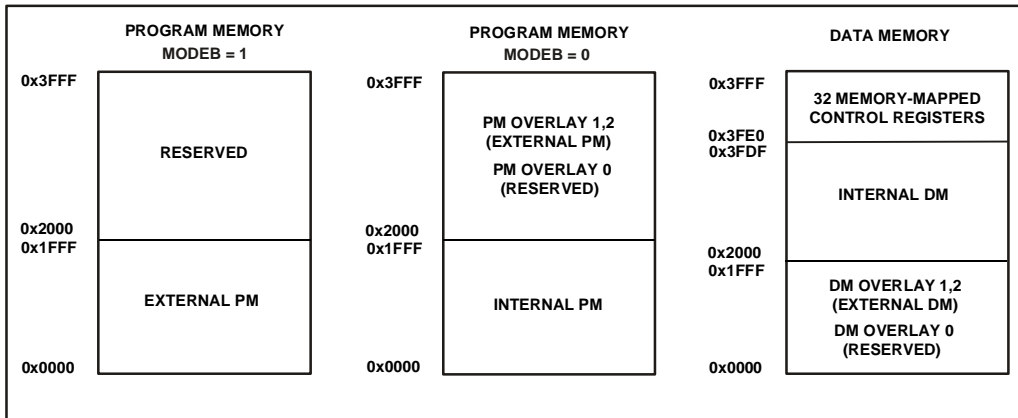 PROGRAM MEMORY
MODEB = 1
0x3FFF
RESERVED
0x2000
0x1FFF
EXTERNAL PM
0x0000
PROGRAM MEMORY
MODEB = 0
0x3FFF
PM OVERLAY 1,2
(EXTERNAL PM)
PM OVERLAY 0
(RESERVED)
0x2000
0x1FFF
INTERNAL PM
0x0000
DATA MEMORY
0x3FFF
32 MEMORY-MAPPED
CONTROL REGISTERS
0x3FE0
0x3FDF
INTERNAL DM
0x2000
0x1FFF
DM OVERLAY 1,2
(EXTERNAL DM)
DM OVERLAY 0
(RESERVED)
0x0000